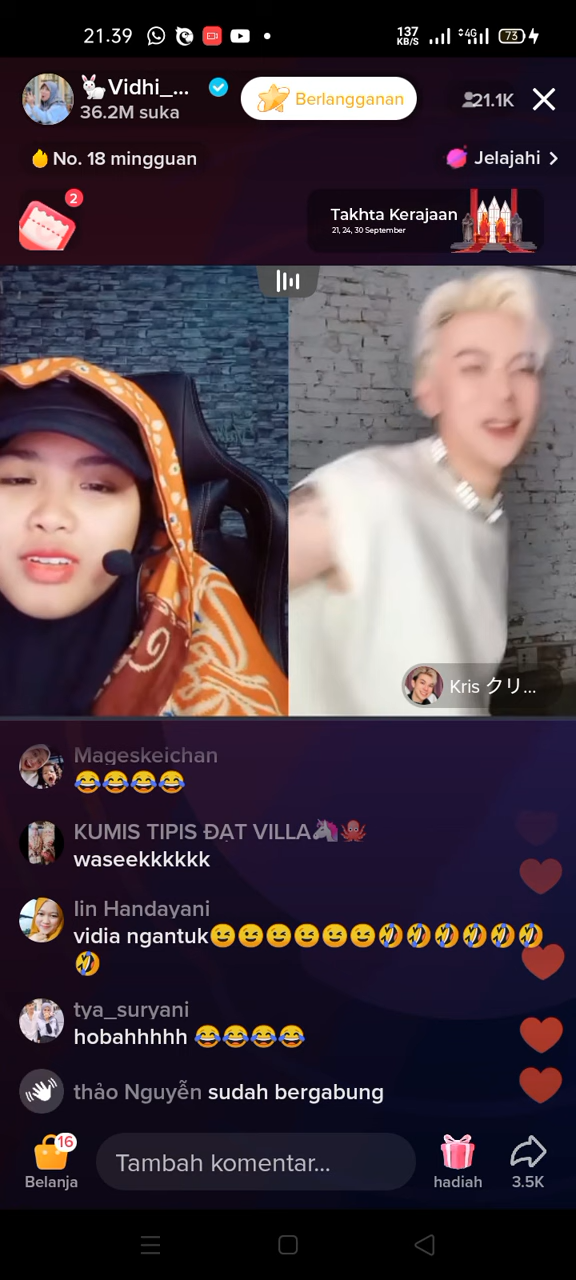 21.39
137
KB/S
4G
73
🐇Vidhi_...
36.2M suka
Berlangganan
21.1K
No. 18 mingguan
Jelajahi >
2
Takhta Kerajaan
21, 24, 30 September
Kris クリ...
Mageskeichan
😂😂😂😂
KUMIS TIPIS ĐẠT VILLA🦄🐙
waseekkkkkk
Iin Handayani
vidia ngantuk😆😆😆😆😆😆🤣🤣🤣🤣🤣🤣
🤣
tya_suryani
hobahhhhh 😂😂😂😂
thảo Nguyễn sudah bergabung
16
Belanja
Tambah komentar...
hadiah
3.5K